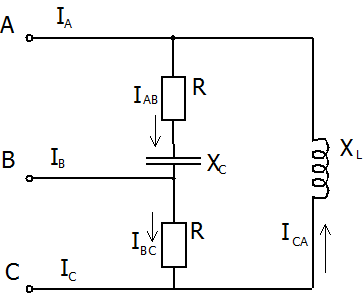 A I_A
I_AB R
B I_B X_C X_L
I_BC R I_CA
C I_C